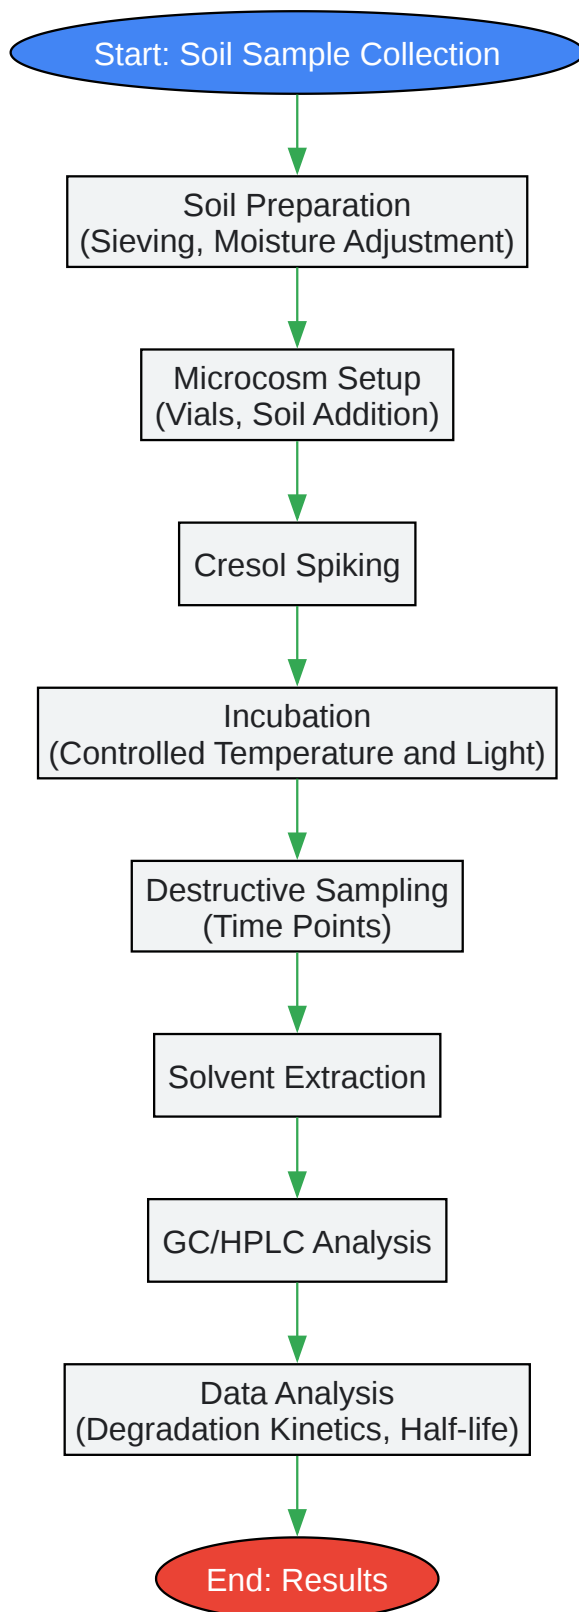 Start: Soil Sample Collection
Soil Preparation
(Sieving, Moisture Adjustment)
Microcosm Setup
(Vials, Soil Addition)
Cresol Spiking
Incubation
(Controlled Temperature and Light)
Destructive Sampling
(Time Points)
Solvent Extraction
GC/HPLC Analysis
Data Analysis
(Degradation Kinetics, Half-life)
End: Results